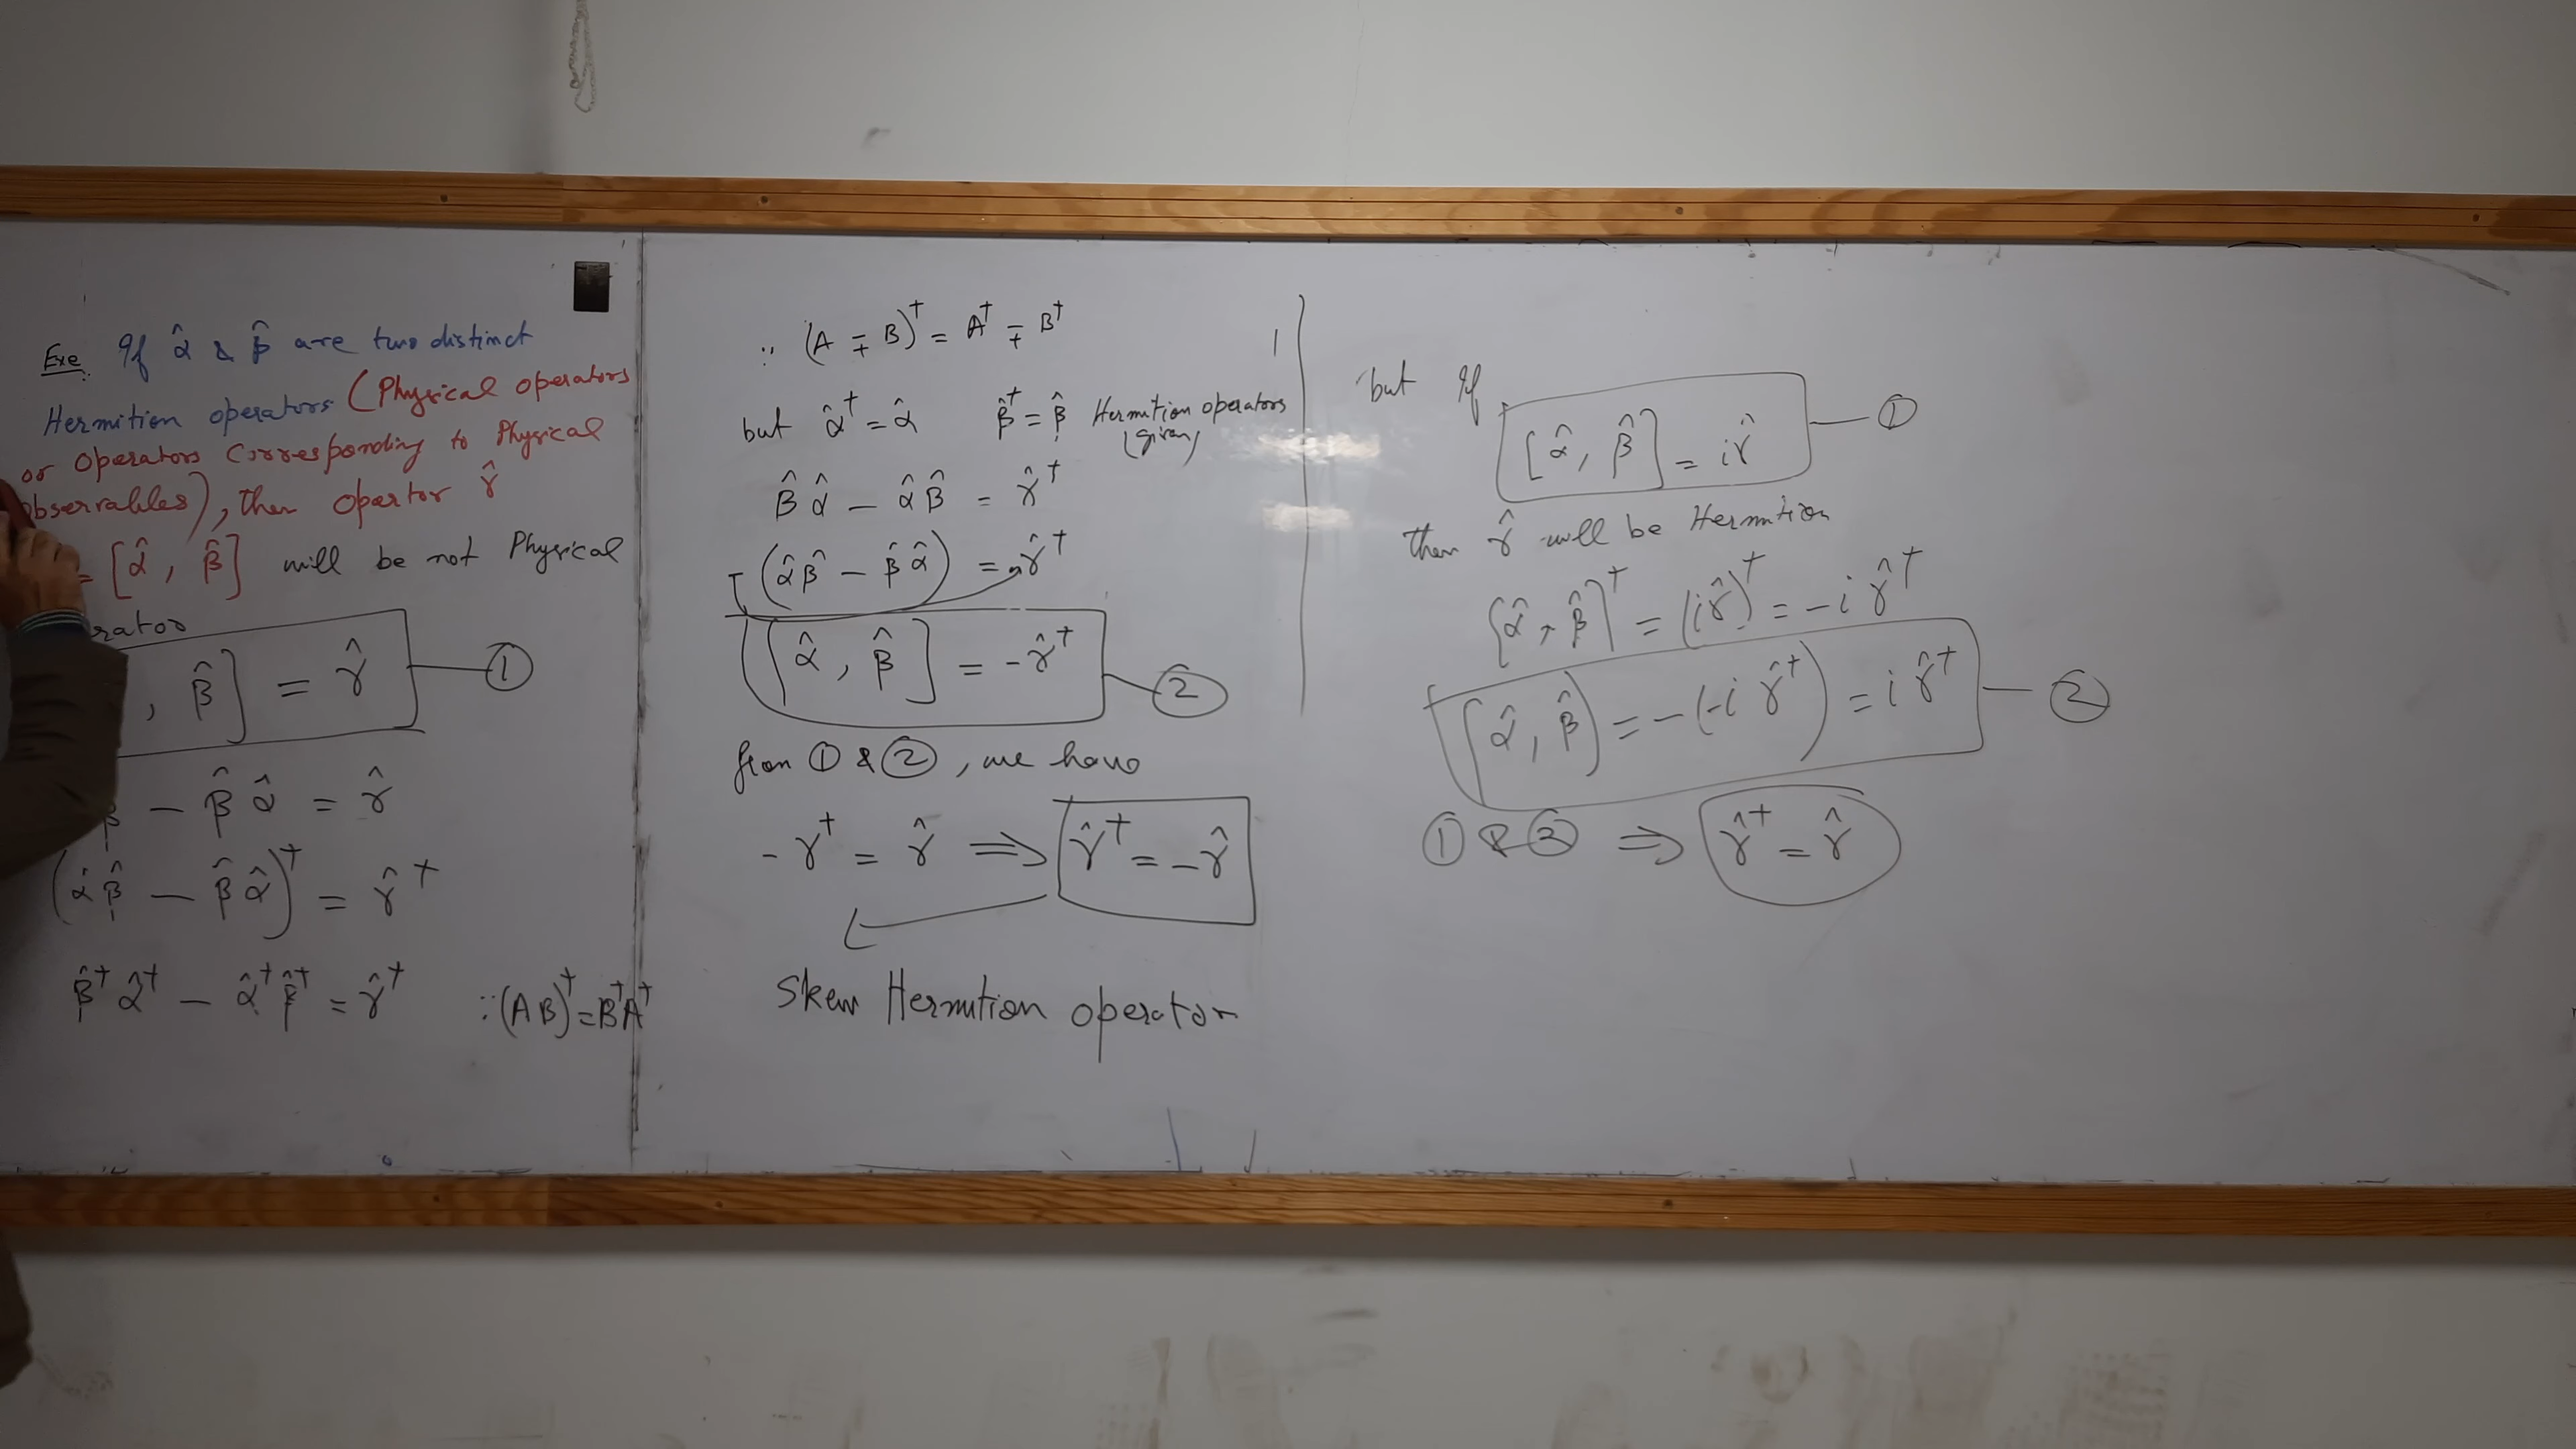 Exe. If α̂ & β̂ are two distinct
Hermition operators (Physical operators
or operators Corresponding to Physical
observables), then opertor γ̂
= [α̂, β̂] will be not Physical
rator
, β̂] = γ̂ —— ①
β̂ − β̂ α̂ = γ̂
(α̂ β̂ − β̂ α̂)† = γ̂†
β̂† α̂† − α̂† β̂† = γ̂† ∵ (AB)† = B†A†
∵ (A ∓ B)† = A† ∓ B†
but α̂† = α̂ β̂† = β̂ Hermition operators
(given)
β̂ α̂ − α̂ β̂ = γ̂†
− (α̂ β̂ − β̂ α̂) = γ̂†
[α̂, β̂] = −γ̂† —— ②
from ① & ②, we have
−γ† = γ̂ ⇒ γ̂† = −γ̂
Skew Hermition operator
but If
[α̂, β̂] = iγ̂ —— ①
then γ̂ will be Hermition
[α̂, β̂]† = (iγ̂)† = −i γ̂†
[α̂, β̂] = −(−i γ̂†) = i γ̂† —— ②
① & ② ⇒ γ̂† = γ̂